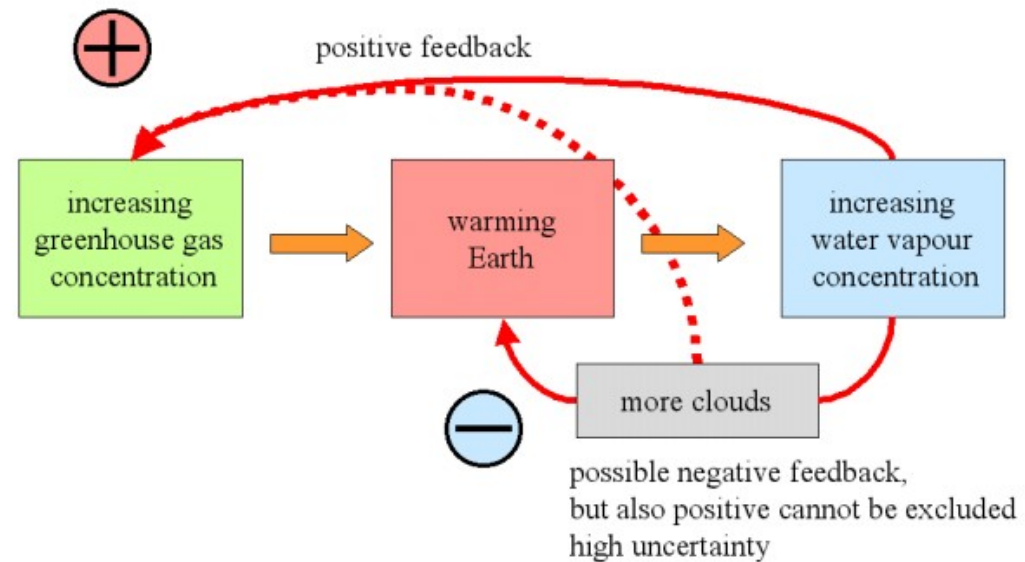 positive feedback
increasing
greenhouse gas
concentration
warming
Earth
increasing
water vapour
concentration
more clouds
possible negative feedback,
but also positive cannot be excluded
high uncertainty